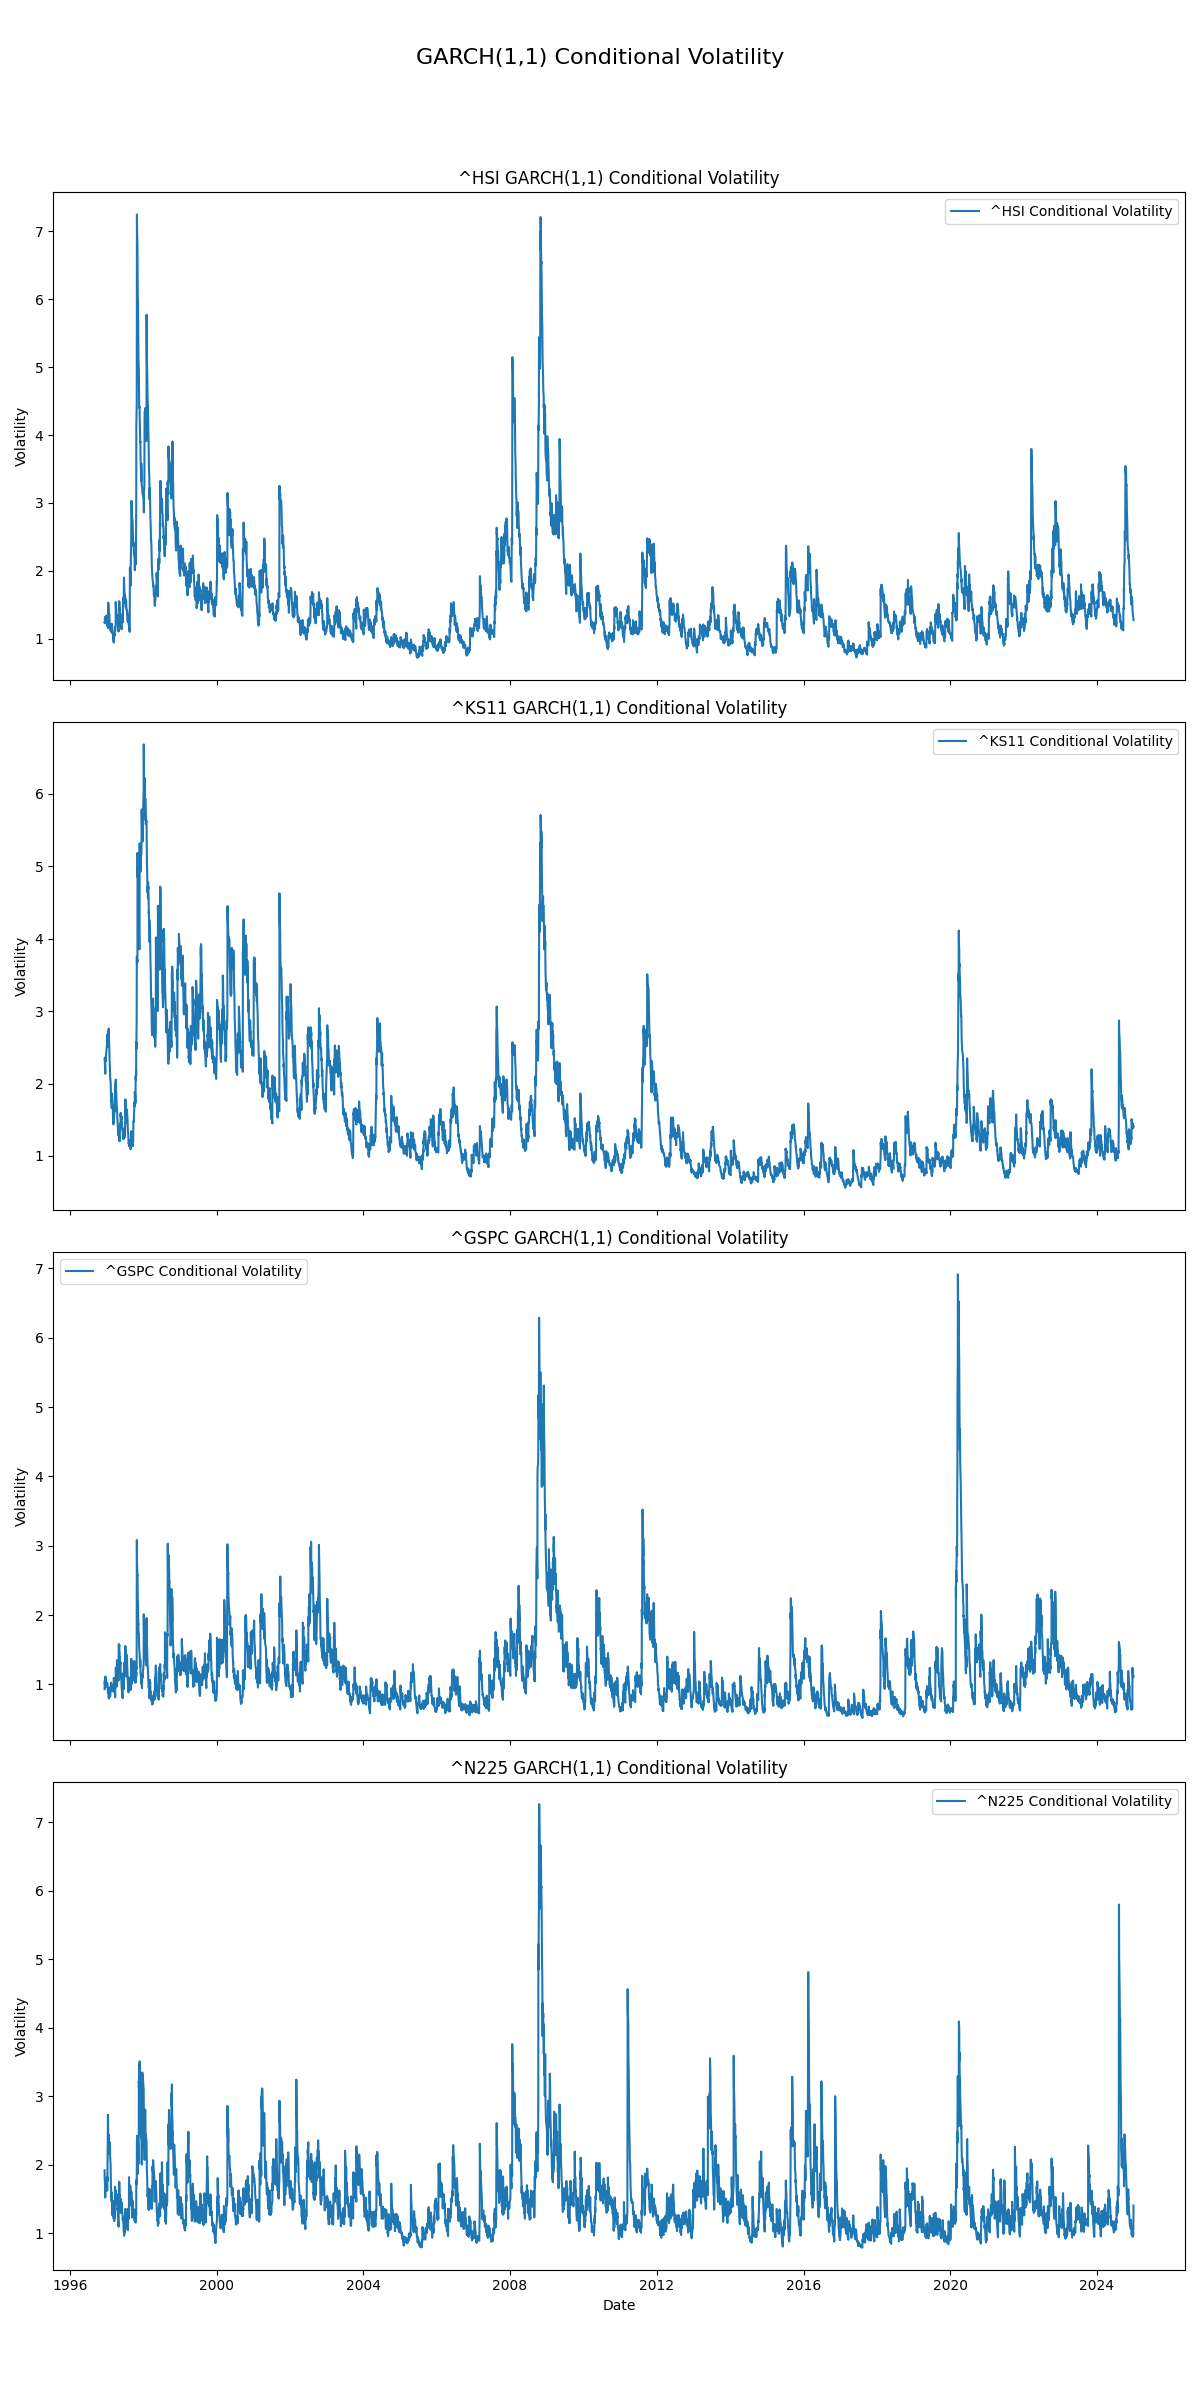 GARCH(1,1) Conditional Volatility
^HSI GARCH(1,1) Conditional Volatility
^HSI Conditional Volatility
7
6
5
4
3
2
1
Volatility
^KS11 GARCH(1,1) Conditional Volatility
^KS11 Conditional Volatility
6
5
4
3
2
1
Volatility
^GSPC GARCH(1,1) Conditional Volatility
^GSPC Conditional Volatility
7
6
5
4
3
2
1
Volatility
^N225 GARCH(1,1) Conditional Volatility
^N225 Conditional Volatility
7
6
5
4
3
2
1
Volatility
1996 2000 2004 2008 2012 2016 2020 2024
Date